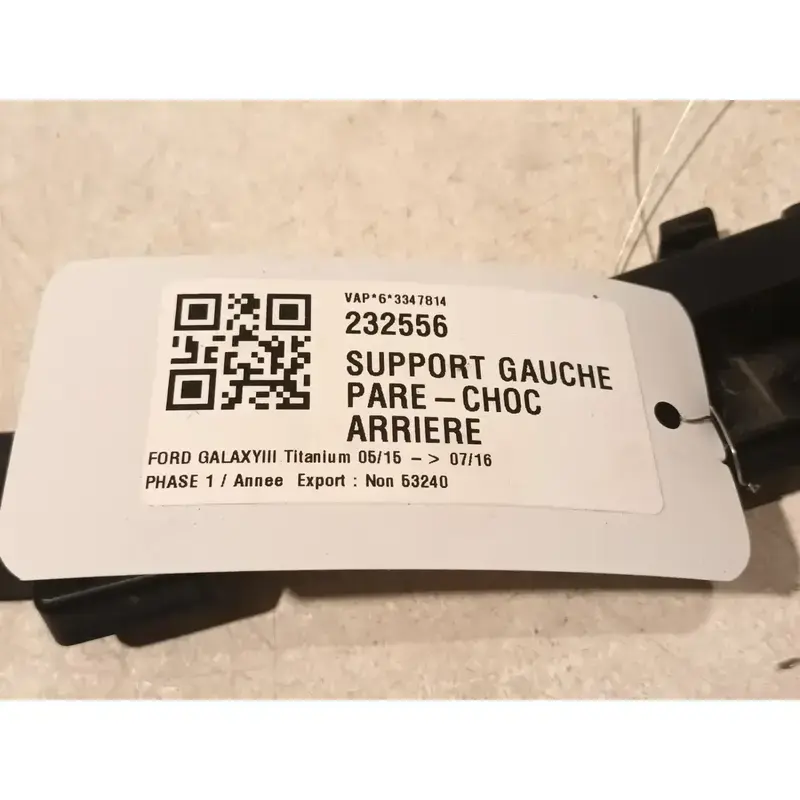 VAP*6*3347814
232556
SUPPORT GAUCHE
PARE-CHOC
ARRIERE
FORD GALAXYIII Titanium 05/15 -> 07/16
PHASE 1 / Annee Export : Non 53240